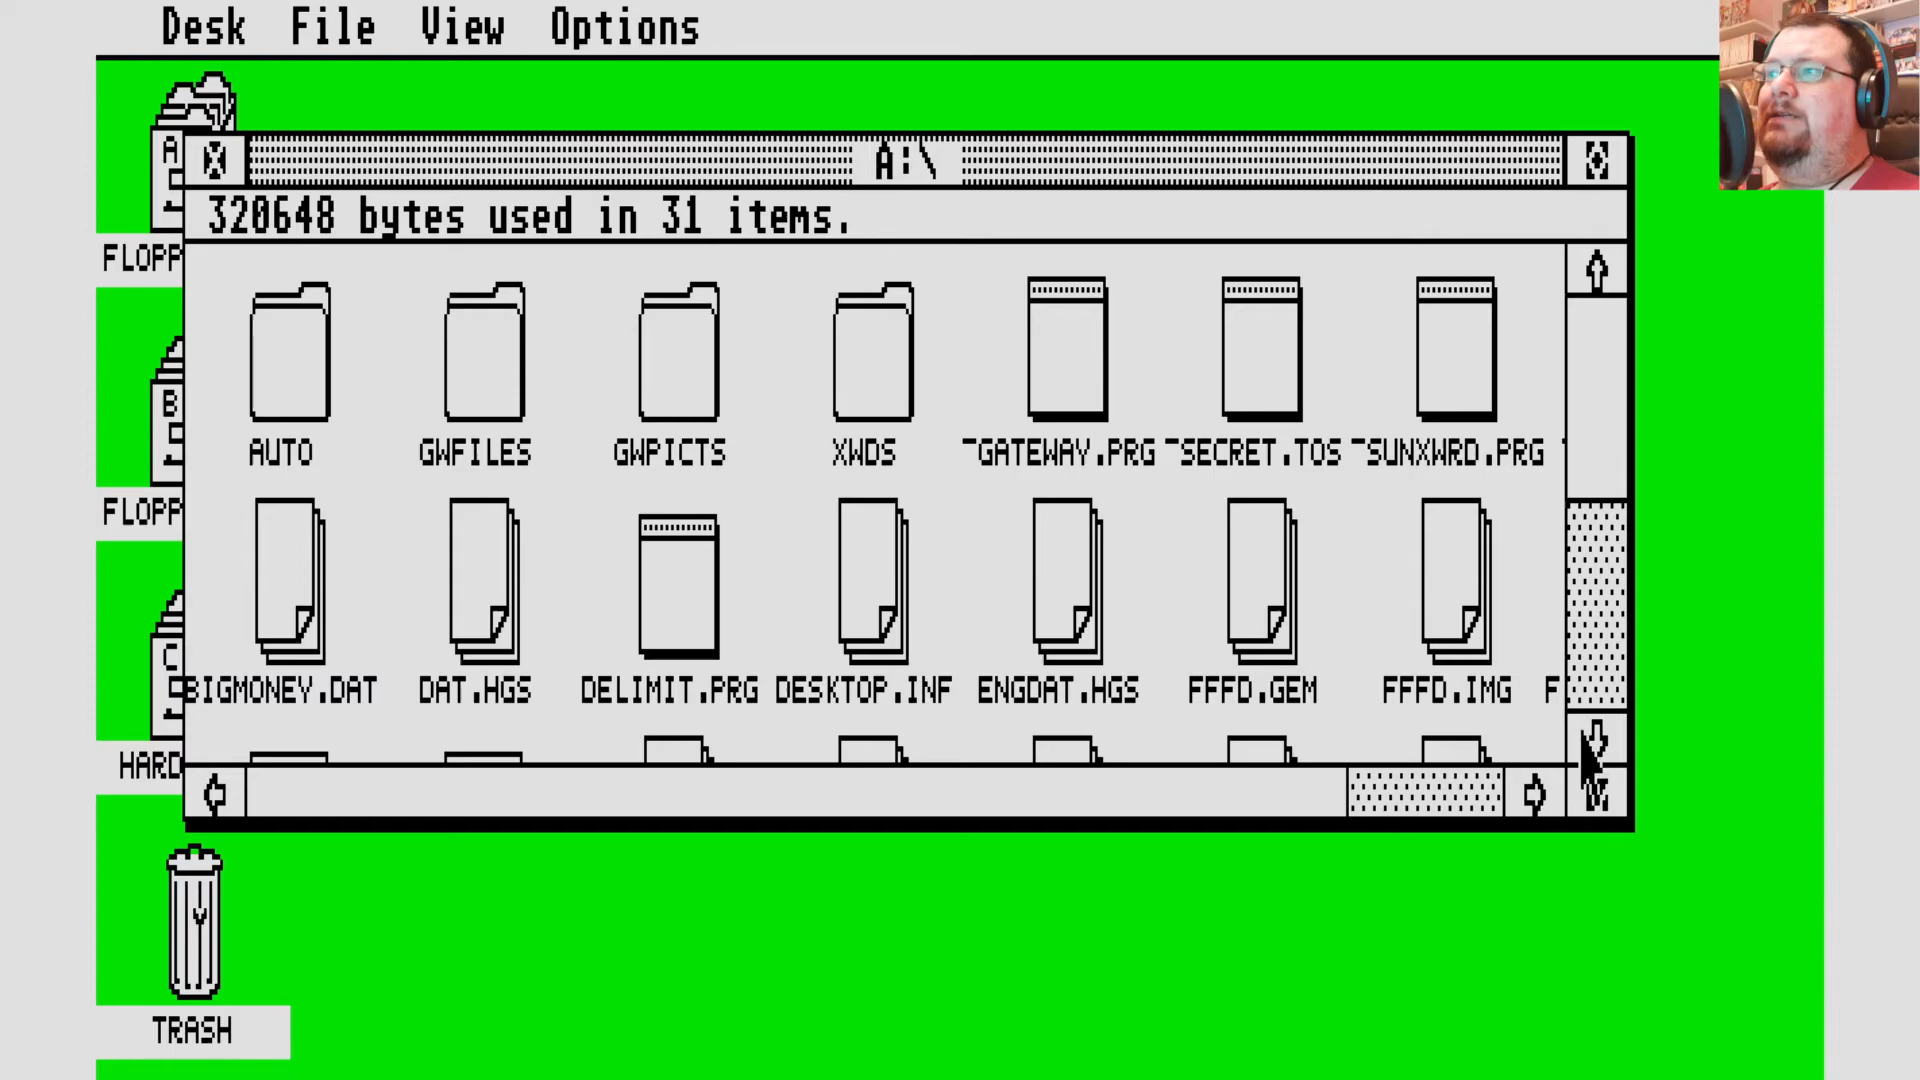 Desk File View Options
A:\
320648 bytes used in 31 items.
A
FLOPP
AUTO GWFILES GWPICTS XWDS ¯GATEWAY.PRG ¯SECRET.TOS ¯SUNXWRD.PRG
B
FLOPP
BIGMONEY.DAT DAT.HGS DELIMIT.PRG DESKTOP.INF ENGDAT.HGS FFFD.GEM FFFD.IMG F
C
HARD
TRASH